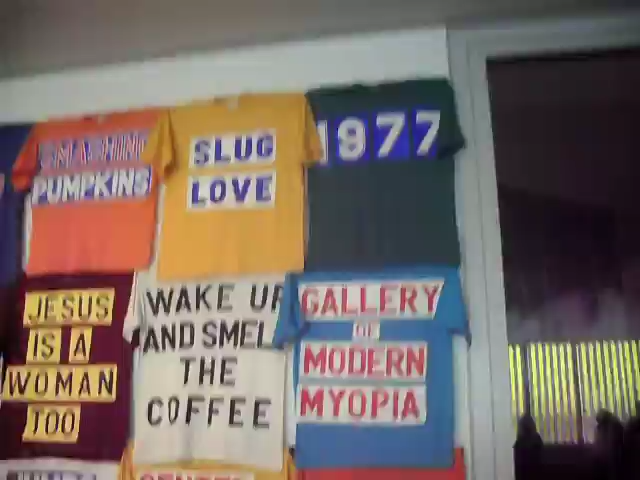 SMASHING
PUMPKINS
SLUG
LOVE
1977
JESUS
IS A
WOMAN
TOO
WAKE UP
AND SMELL
THE
COFFEE
GALLERY
OF
MODERN
MYOPIA